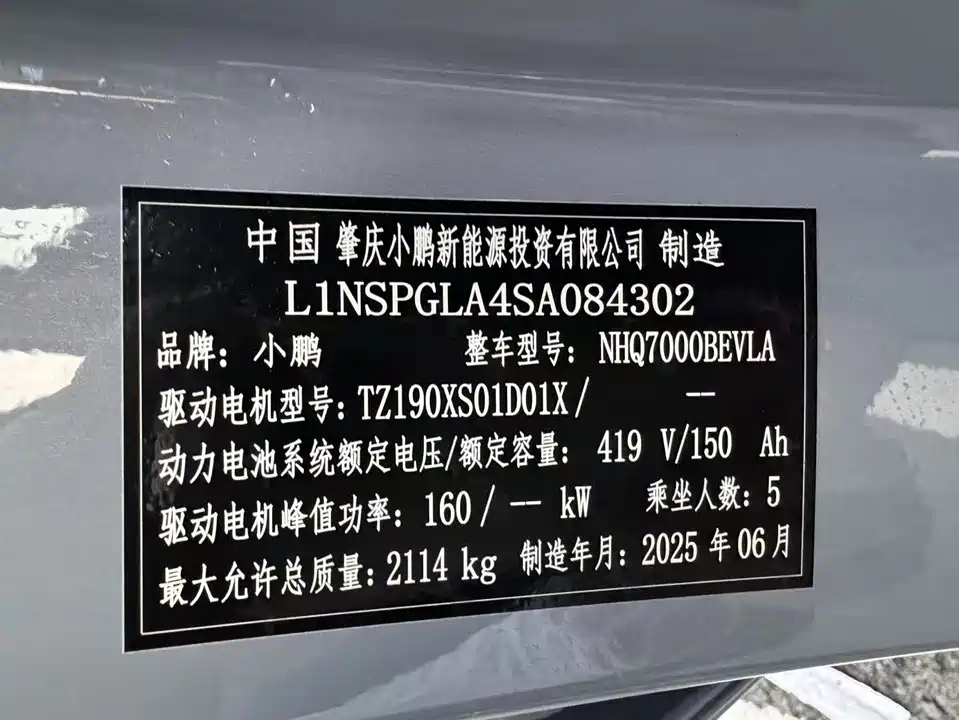 中国 肇庆小鹏新能源投资有限公司 制造
L1NSPGLA4SA084302
品牌：小鹏 整车型号：NHQ7000BEVLA
驱动电机型号：TZ190XS01D01X/ --
动力电池系统额定电压/额定容量：419 V/150 Ah
驱动电机峰值功率：160/ -- kW 乘坐人数：5
最大允许总质量：2114 kg 制造年月：2025 年 06 月